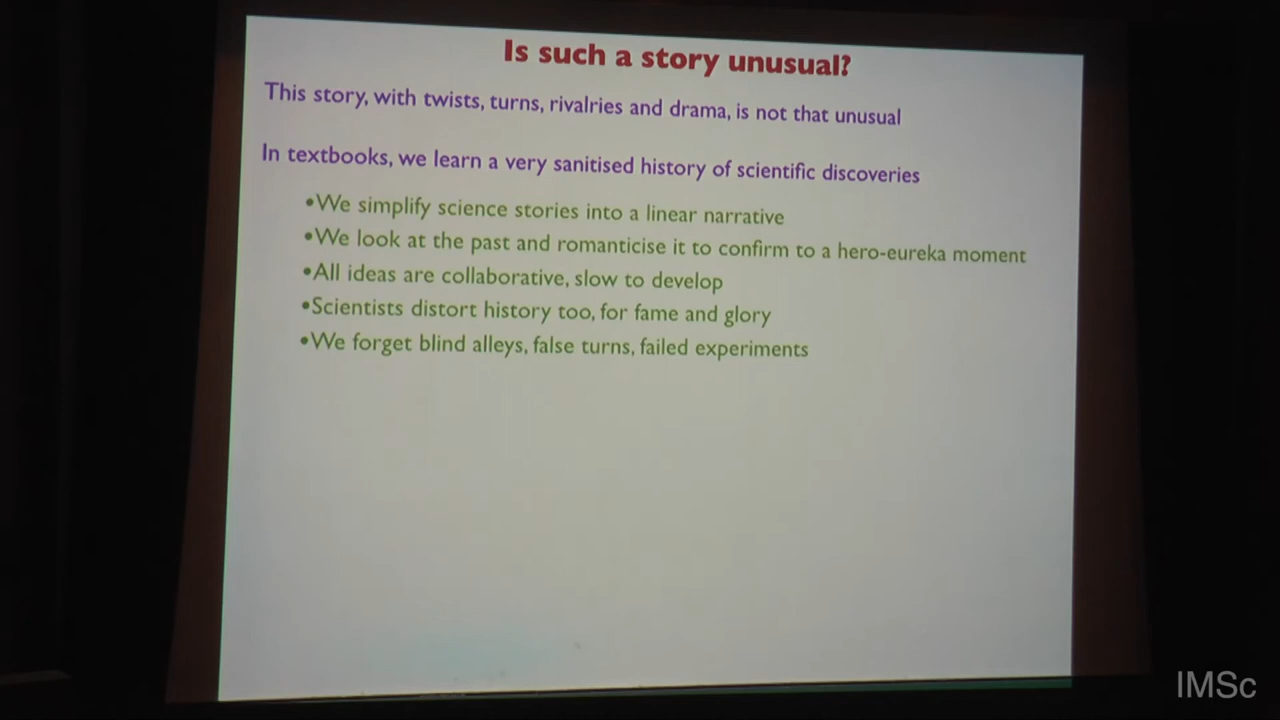 Is such a story unusual?
This story, with twists, turns, rivalries and drama, is not that unusual
In textbooks, we learn a very sanitised history of scientific discoveries
•We simplify science stories into a linear narrative
•We look at the past and romanticise it to confirm to a hero-eureka moment
•All ideas are collaborative, slow to develop
•Scientists distort history too, for fame and glory
•We forget blind alleys, false turns, failed experiments
IMSc